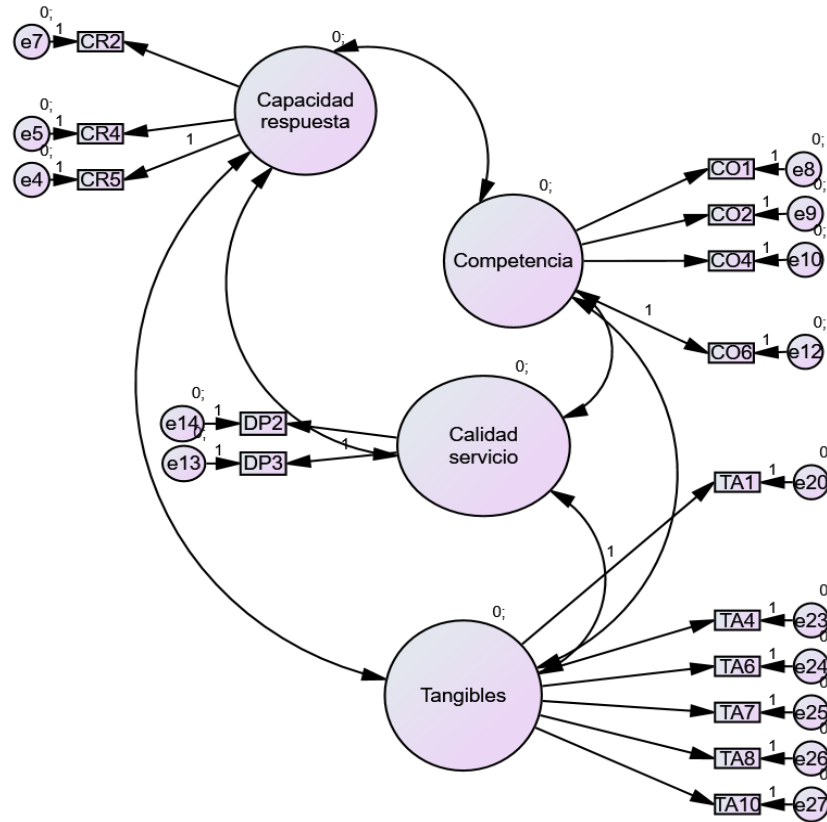 0;
e7 1 CR2
0;
e5 1 CR4
0;
e4 1 CR5
1
0;
Capacidad
respuesta
0;
Competencia
0;
CO1 1 e8
0;
CO2 1 e9
0;
CO4 1 e10
1
0;
CO6 1 e12
0;
Calidad
servicio
0;
e14 1 DP2
0;
e13 1 DP3
1
0;
Tangibles
1
0
TA1 1 e20
0
TA4 1 e23
0
TA6 1 e24
0
TA7 1 e25
0
TA8 1 e26
0
TA10 1 e27